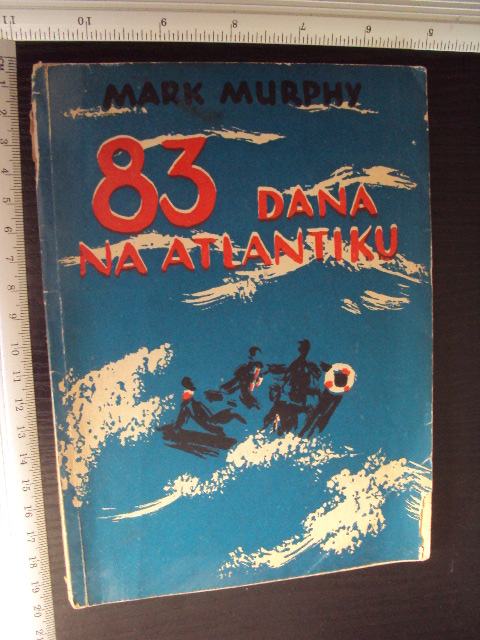 MARK MURPHY
83 DANA
NA ATLANTIKU